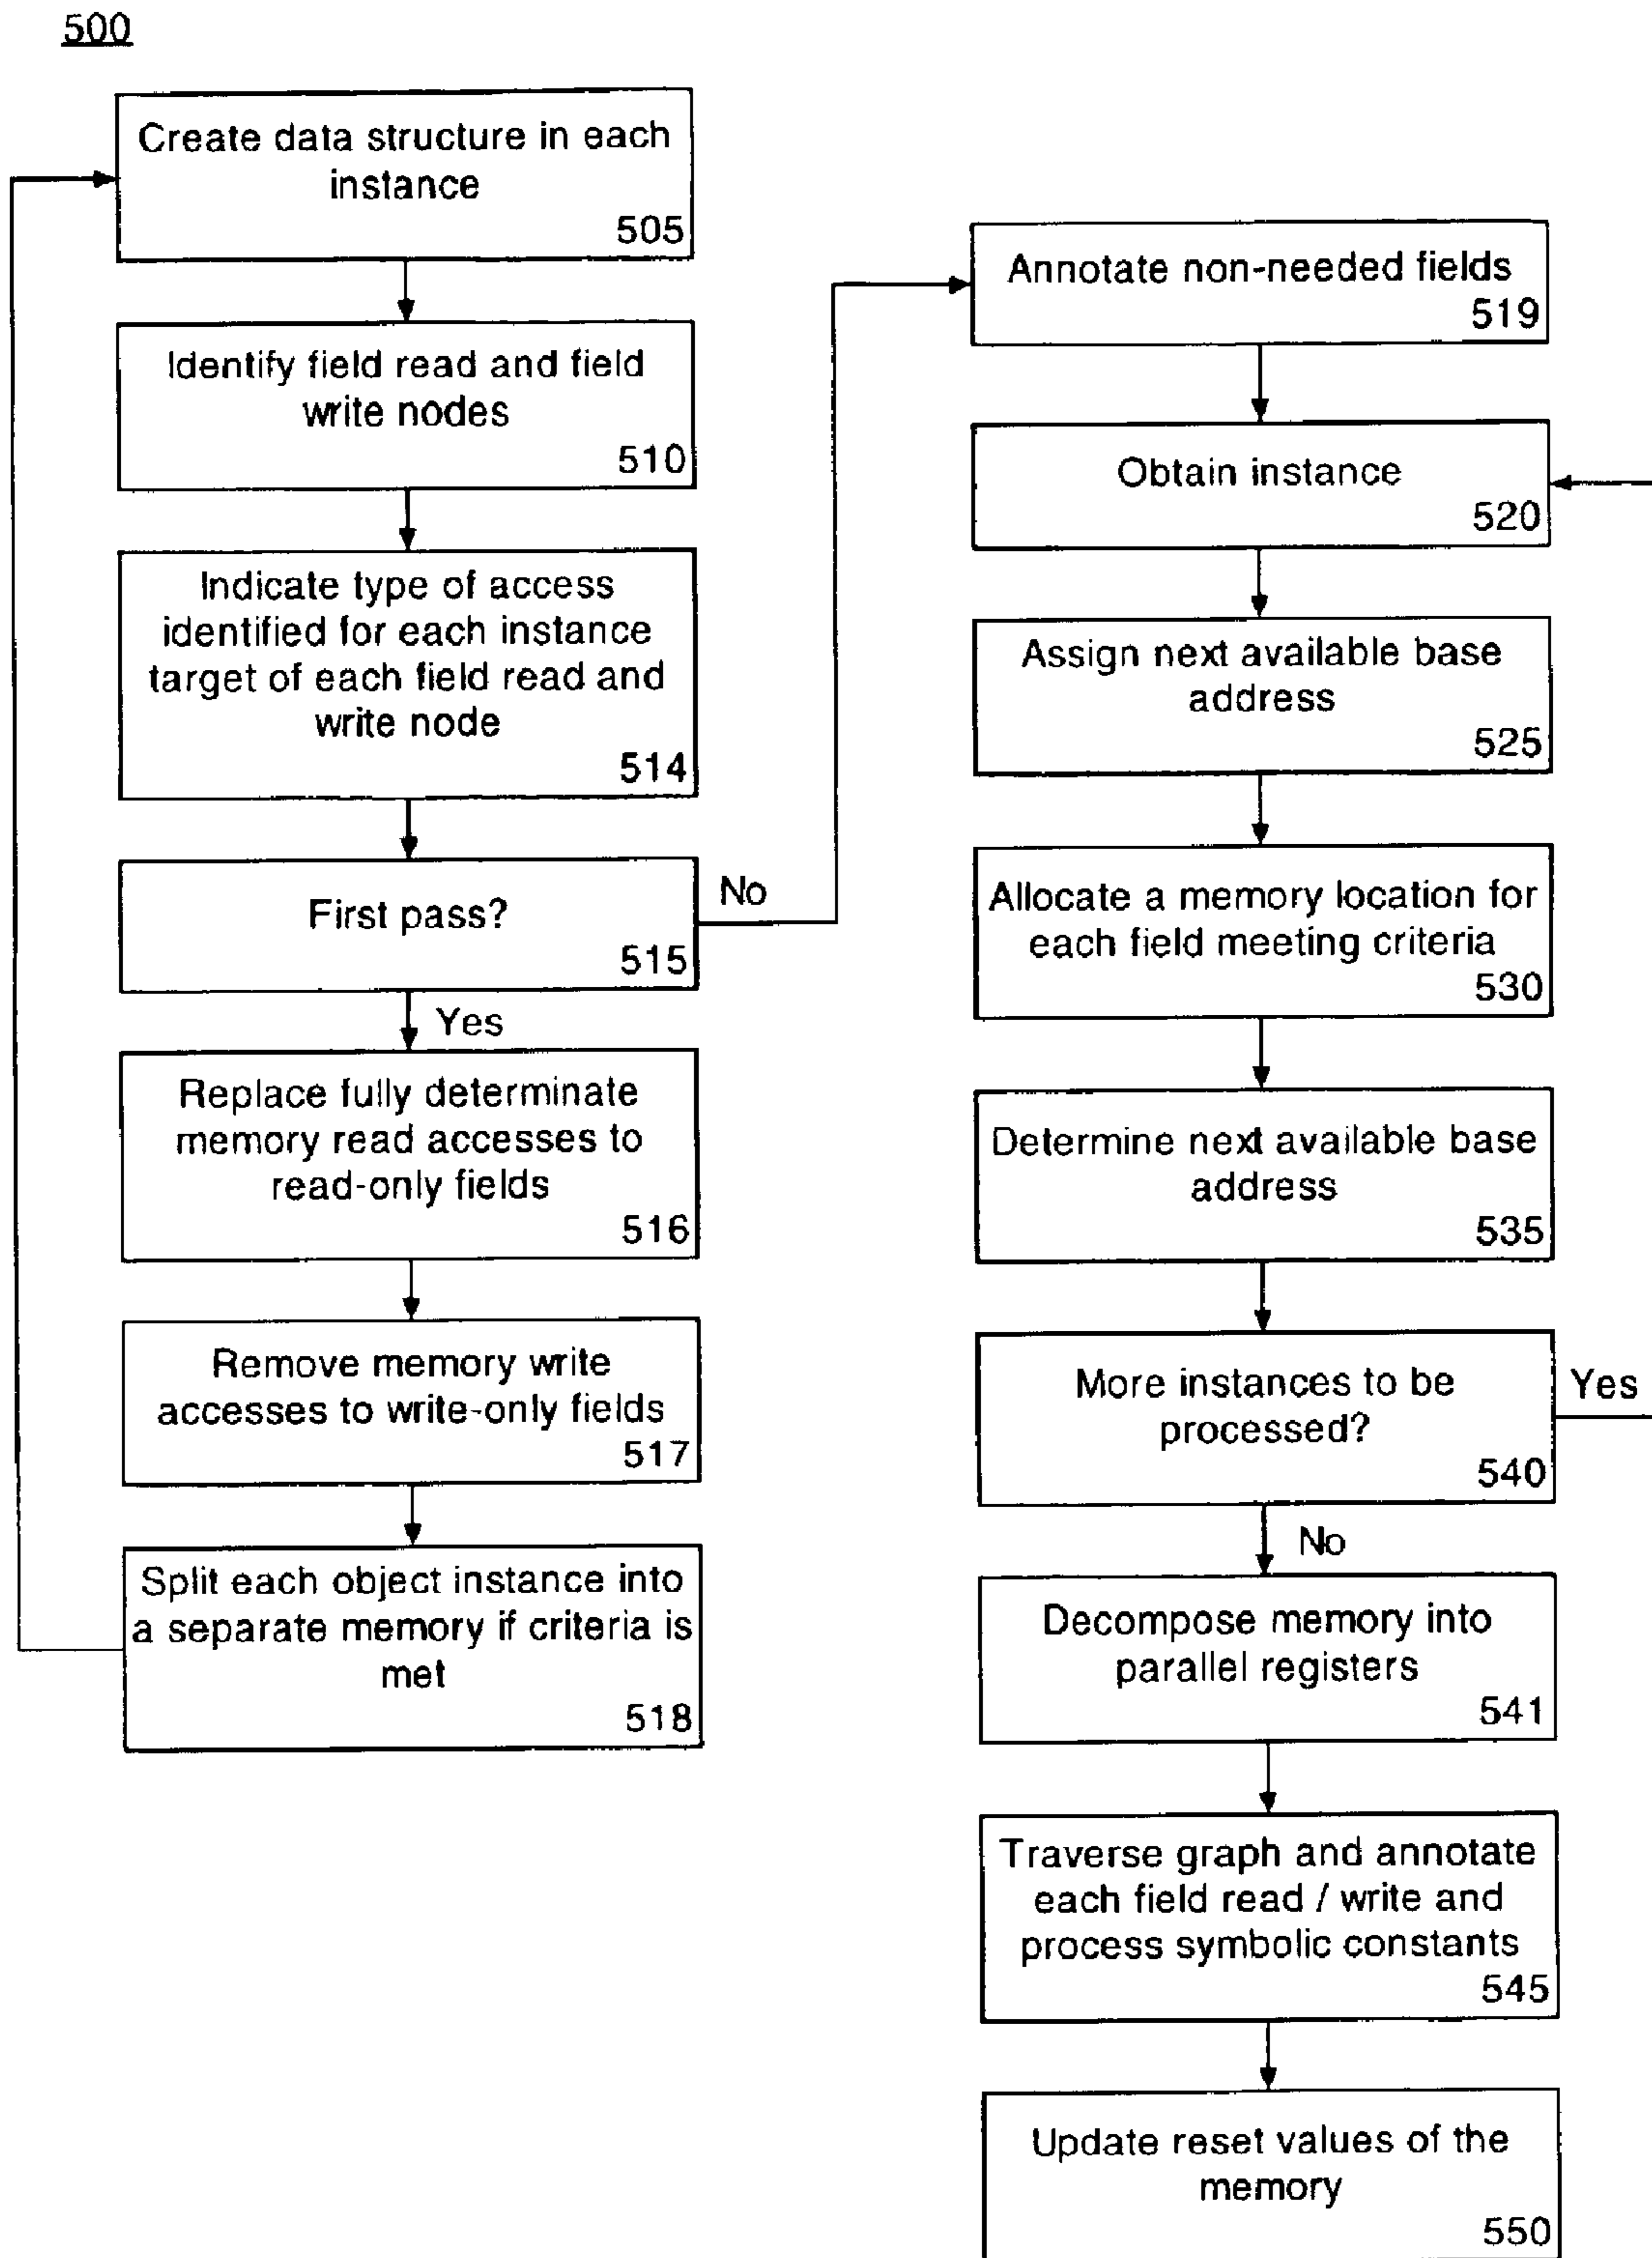 500
Create data structure in each
instance
505
Identify field read and field
write nodes
510
Indicate type of access
identified for each instance
target of each field read and
write node
514
First pass?
515
No
Yes
Replace fully determinate
memory read accesses to
read-only fields
516
Remove memory write
accesses to write-only fields
517
Split each object instance into
a separate memory if criteria is
met
518
Annotate non-needed fields
519
Obtain instance
520
Assign next available base
address
525
Allocate a memory location for
each field meeting criteria
530
Determine next available base
address
535
More instances to be
processed?
540
Yes
No
Decompose memory into
parallel registers
541
Traverse graph and annotate
each field read / write and
process symbolic constants
545
Update reset values of the
memory
550